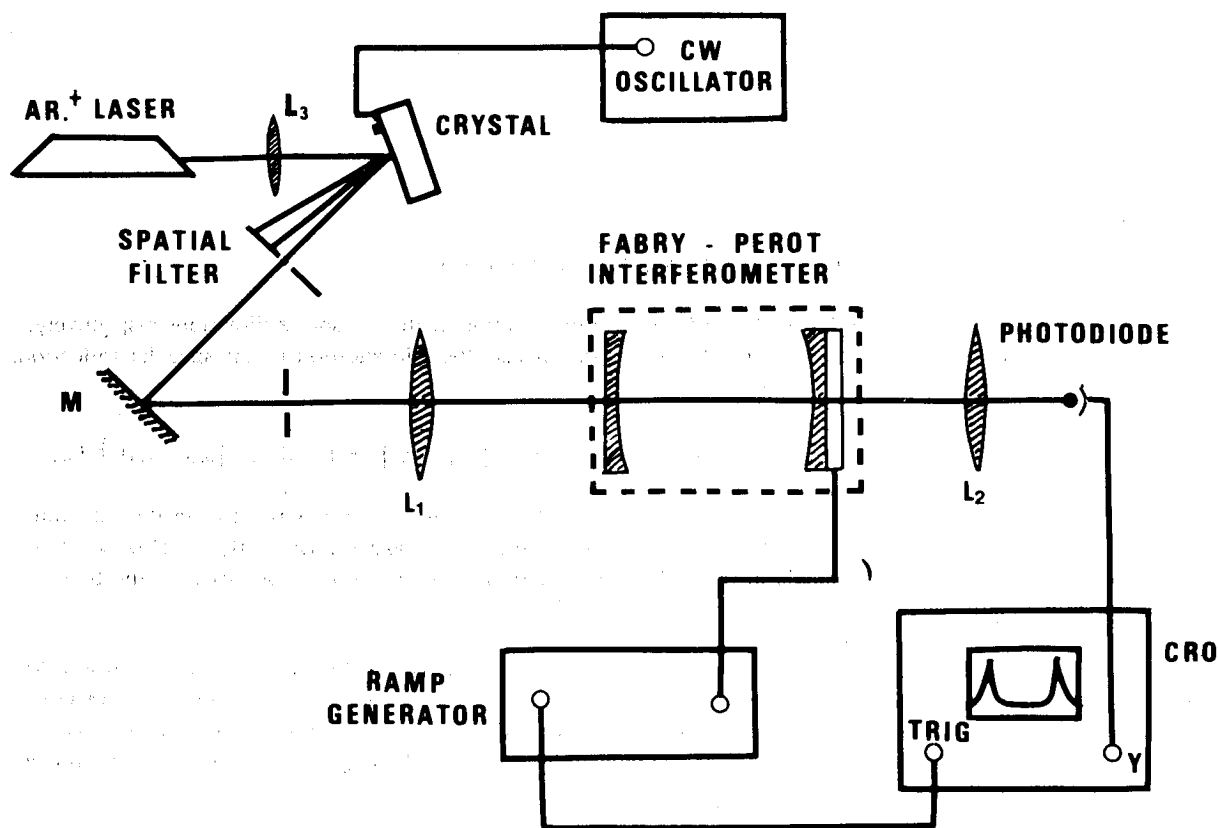 CW
OSCILLATOR
AR.+ LASER
L3
CRYSTAL
SPATIAL
FILTER
FABRY - PEROT
INTERFEROMETER
PHOTODIODE
M
L1
L2
RAMP
GENERATOR
CRO
TRIG
Y